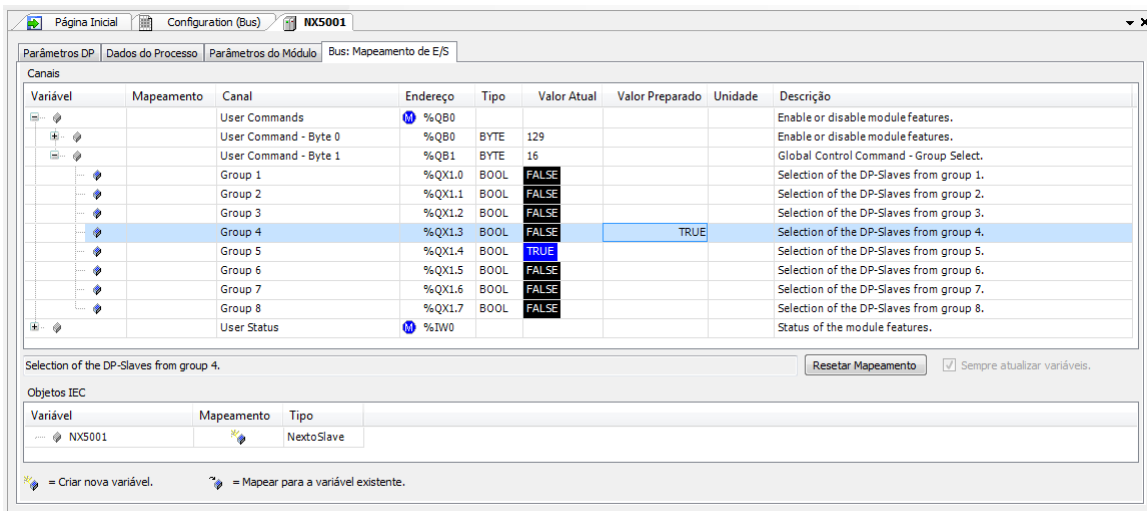 Página Inicial Configuration (Bus) NX5001
Parâmetros DP Dados do Processo Parâmetros do Módulo Bus: Mapeamento de E/S
Canais
Variável Mapeamento Canal Endereço Tipo Valor Atual Valor Preparado Unidade Descrição
User Commands M %QB0 Enable or disable module features.
User Command - Byte 0 %QB0 BYTE 129 Enable or disable module features.
User Command - Byte 1 %QB1 BYTE 16 Global Control Command - Group Select.
Group 1 %QX1.0 BOOL FALSE Selection of the DP-Slaves from group 1.
Group 2 %QX1.1 BOOL FALSE Selection of the DP-Slaves from group 2.
Group 3 %QX1.2 BOOL FALSE Selection of the DP-Slaves from group 3.
Group 4 %QX1.3 BOOL FALSE TRUE Selection of the DP-Slaves from group 4.
Group 5 %QX1.4 BOOL TRUE Selection of the DP-Slaves from group 5.
Group 6 %QX1.5 BOOL FALSE Selection of the DP-Slaves from group 6.
Group 7 %QX1.6 BOOL FALSE Selection of the DP-Slaves from group 7.
Group 8 %QX1.7 BOOL FALSE Selection of the DP-Slaves from group 8.
User Status M %IW0 Status of the module features.
Selection of the DP-Slaves from group 4. Resetar Mapeamento Sempre atualizar variáveis.
Objetos IEC
Variável Mapeamento Tipo
NX5001 NextoSlave
= Criar nova variável. = Mapear para a variável existente.